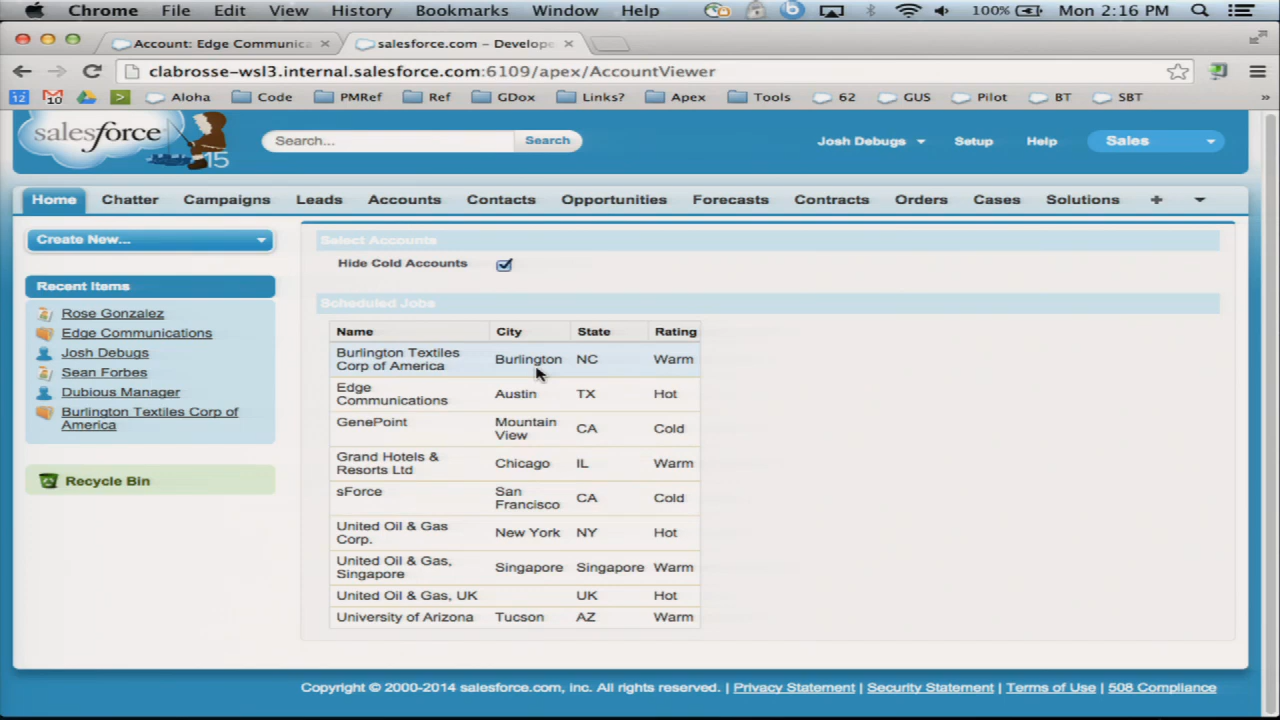 Chrome File Edit View History Bookmarks Window Help 100% Mon 2:16 PM
Account: Edge Communica × salesforce.com – Develope ×
clabrosse-wsl3.internal.salesforce.com:6109/apex/AccountViewer
12 10 Aloha Code PMRef Ref GDox Links? Apex Tools 62 GUS Pilot BT SBT »
salesforce 15 Search... Search Josh Debugs Setup Help Sales
Home Chatter Campaigns Leads Accounts Contacts Opportunities Forecasts Contracts Orders Cases Solutions +
Create New...
Recent Items
Rose Gonzalez
Edge Communications
Josh Debugs
Sean Forbes
Dubious Manager
Burlington Textiles Corp of
America
Recycle Bin
Select Accounts
Hide Cold Accounts
Scheduled Jobs
Name City State Rating
Burlington Textiles
Corp of America Burlington NC Warm
Edge
Communications Austin TX Hot
GenePoint Mountain
View CA Cold
Grand Hotels &
Resorts Ltd Chicago IL Warm
sForce San
Francisco CA Cold
United Oil & Gas
Corp. New York NY Hot
United Oil & Gas,
Singapore Singapore Singapore Warm
United Oil & Gas, UK UK Hot
University of Arizona Tucson AZ Warm
Copyright © 2000-2014 salesforce.com, inc. All rights reserved. | Privacy Statement | Security Statement | Terms of Use | 508 Compliance